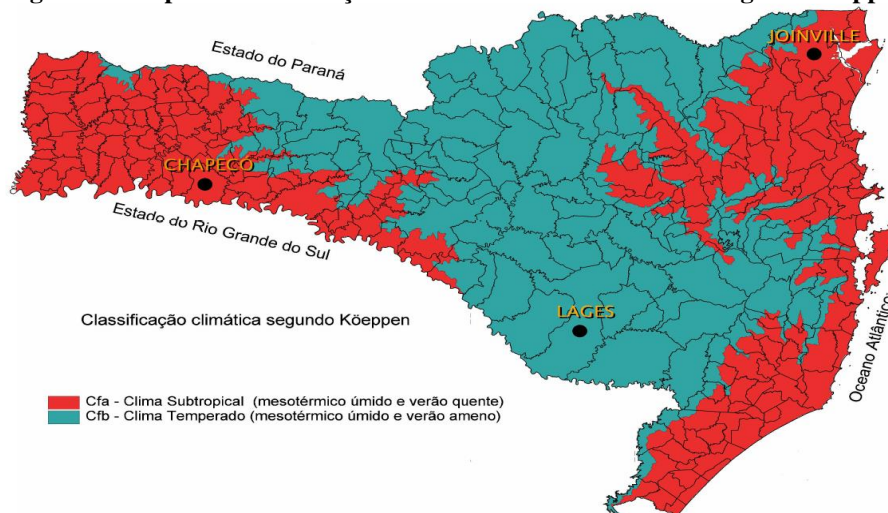 JOINVILLE
Estado do Paraná
CHAPECÓ
Estado do Rio Grande do Sul
LAGES
Classificação climática segundo Köeppen
Oceano Atlântico
Cfa - Clima Subtropical (mesotérmico úmido e verão quente)
Cfb - Clima Temperado (mesotérmico úmido e verão ameno)